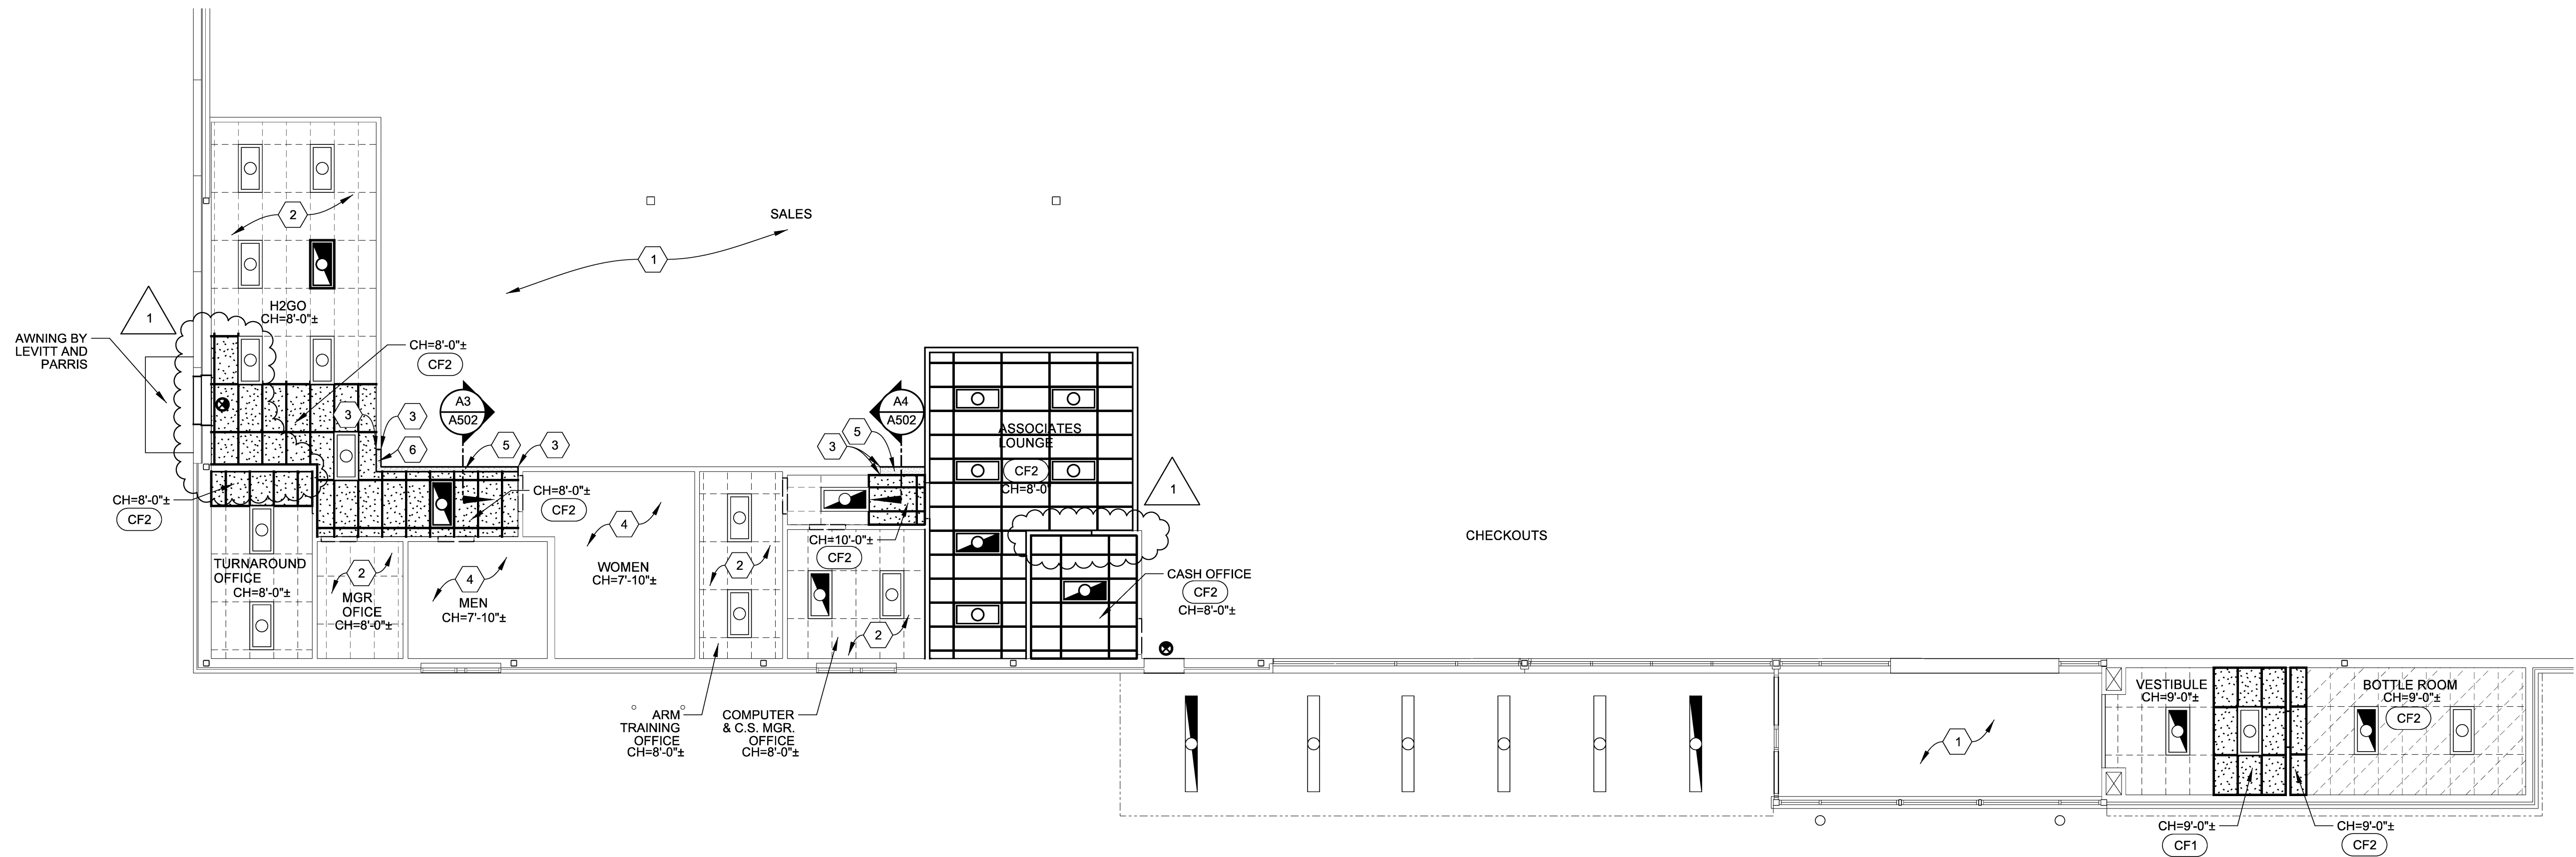 SALES
2
1
H2GO
CH=8'-0"±
1
AWNING BY
LEVITT AND
PARRIS
CH=8'-0"±
CF2
3
3
6
A3
A502
5
3
A4
A502
5
3
ASSOCIATES
LOUNGE
CF2
CH=8'-0"
1
CH=8'-0"±
CF2
CH=8'-0"±
CF2
4
CH=10'-0"±
CF2
CHECKOUTS
TURNAROUND
OFFICE
CH=8'-0"±
2
MGR
OFICE
CH=8'-0"±
4
MEN
CH=7'-10"±
WOMEN
CH=7'-10"±
2
2
CASH OFFICE
CF2
CH=8'-0"±
ARM
TRAINING
OFFICE
CH=8'-0"±
COMPUTER
& C.S. MGR.
OFFICE
CH=8'-0"±
1
VESTIBULE
CH=9'-0"±
BOTTLE ROOM
CH=9'-0"±
CF2
CH=9'-0"±
CF1
CH=9'-0"±
CF2